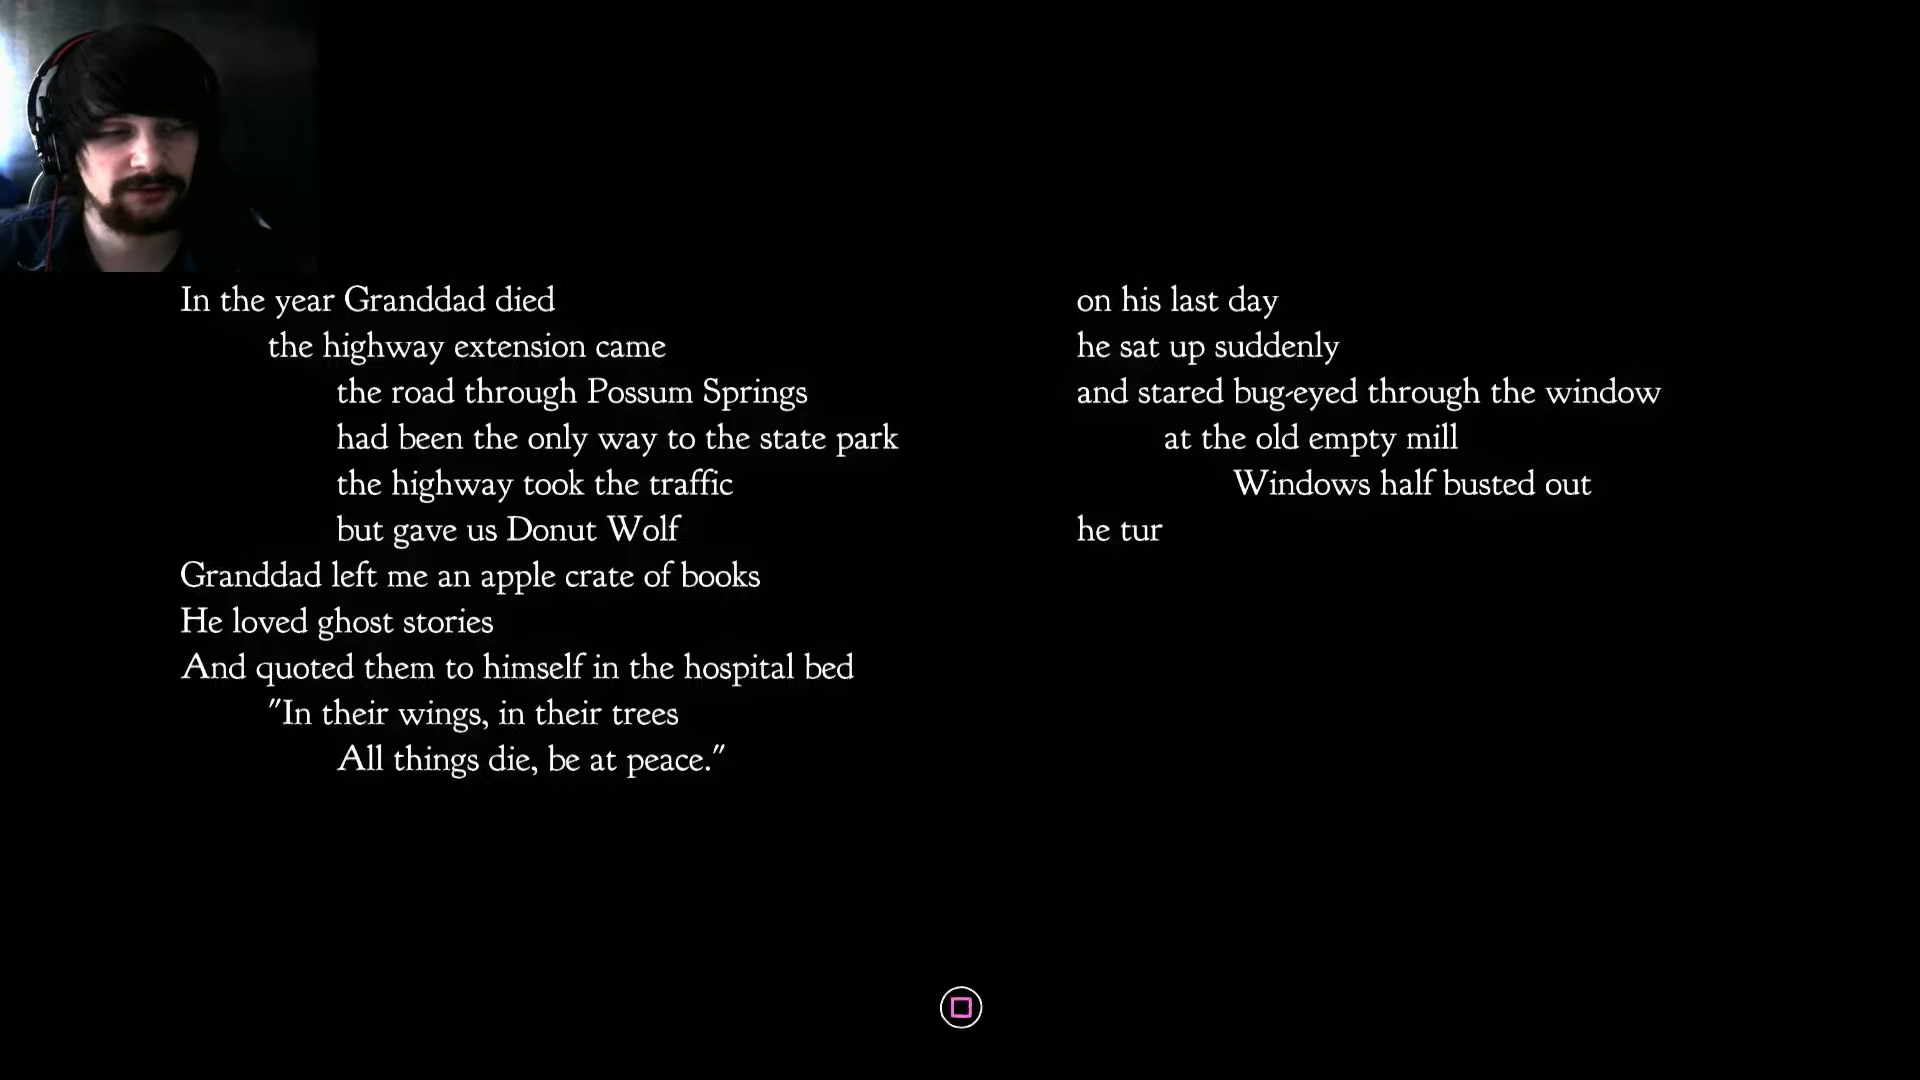 In the year Granddad died
the highway extension came
the road through Possum Springs
had been the only way to the state park
the highway took the traffic
but gave us Donut Wolf
Granddad left me an apple crate of books
He loved ghost stories
And quoted them to himself in the hospital bed
"In their wings, in their trees
All things die, be at peace."
on his last day
he sat up suddenly
and stared bug-eyed through the window
at the old empty mill
Windows half busted out
he tur